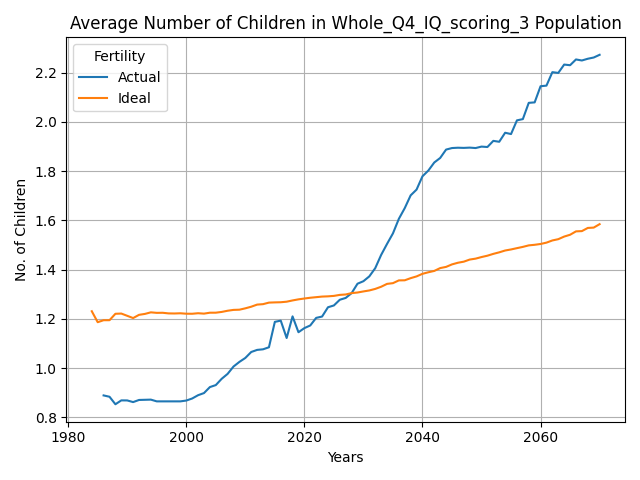 Average Number of Children in Whole_Q4_IQ_scoring_3 Population
Fertility
Actual
Ideal
No. of Children
2.2
2.0
1.8
1.6
1.4
1.2
1.0
0.8
1980
2000
2020
2040
2060
Years